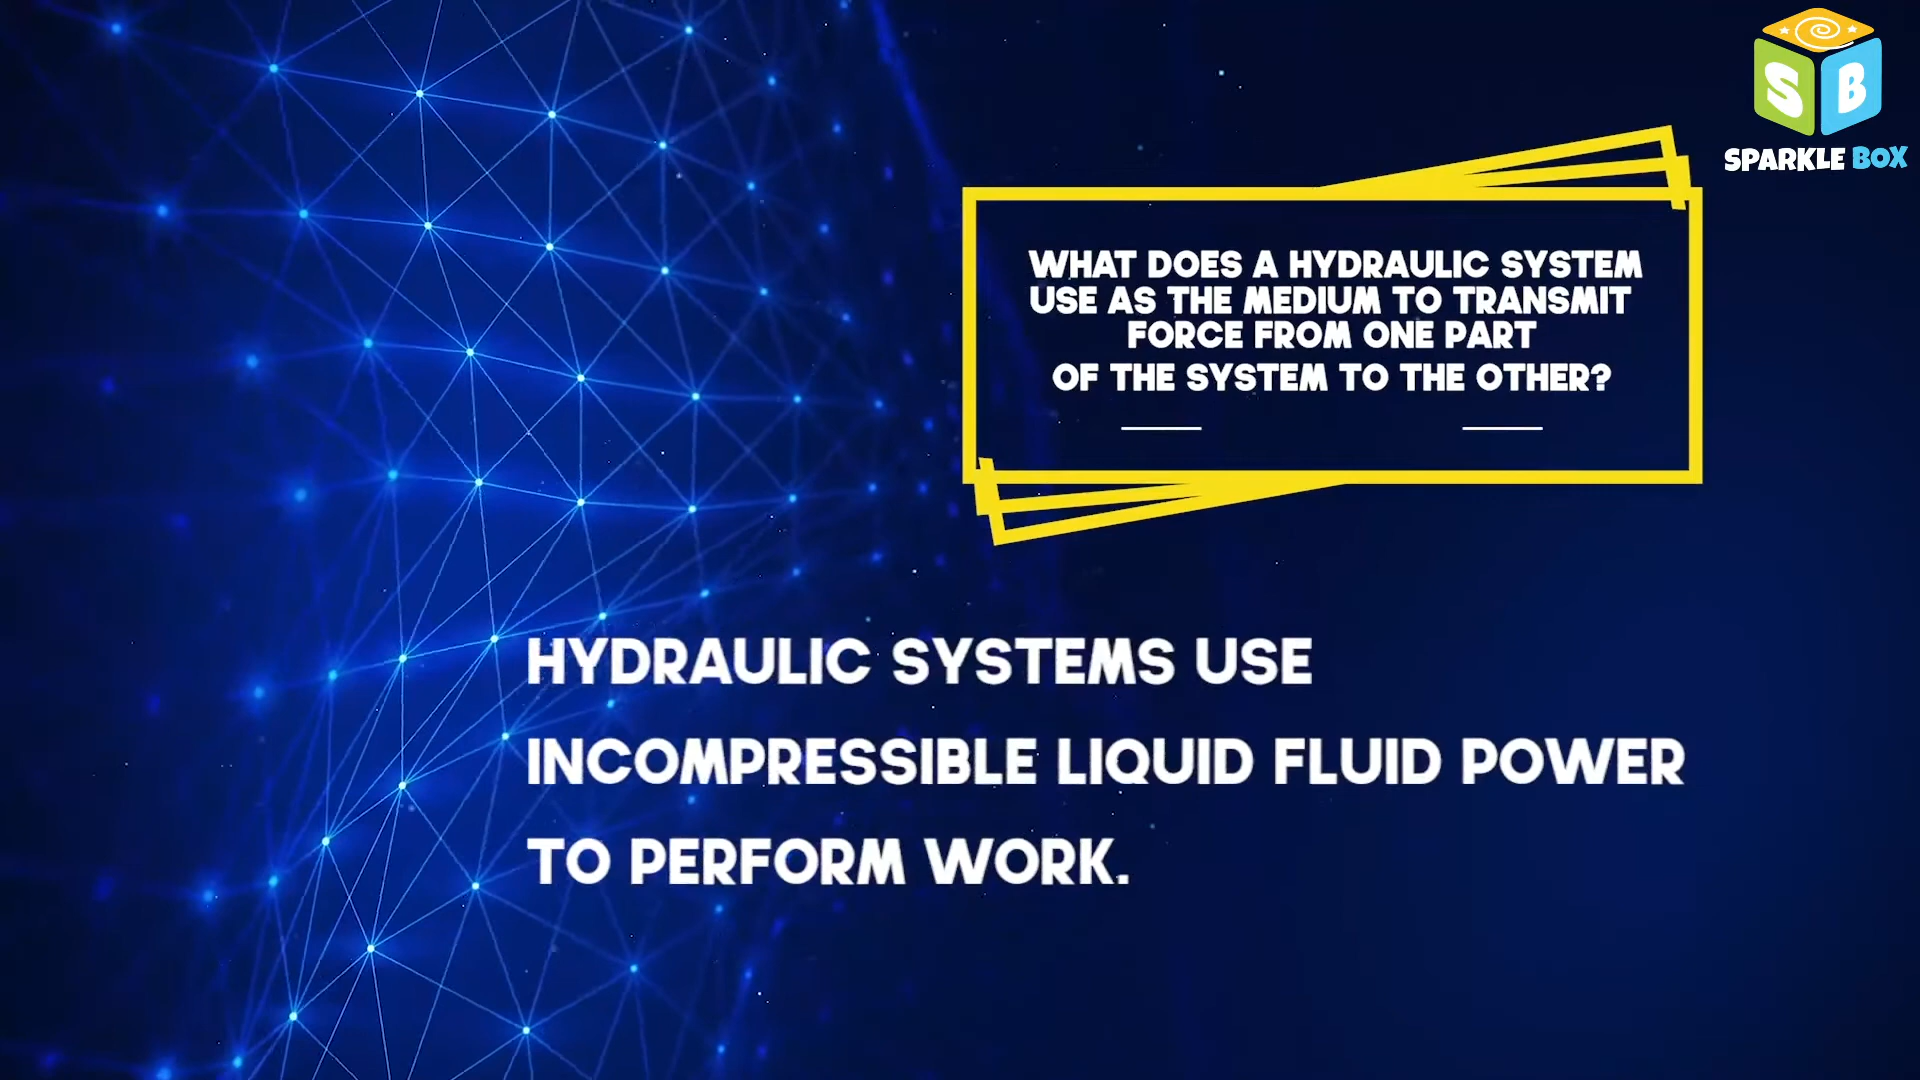 S B
SPARKLE BOX
WHAT DOES A HYDRAULIC SYSTEM
USE AS THE MEDIUM TO TRANSMIT
FORCE FROM ONE PART
OF THE SYSTEM TO THE OTHER?
HYDRAULIC SYSTEMS USE
INCOMPRESSIBLE LIQUID FLUID POWER
TO PERFORM WORK.